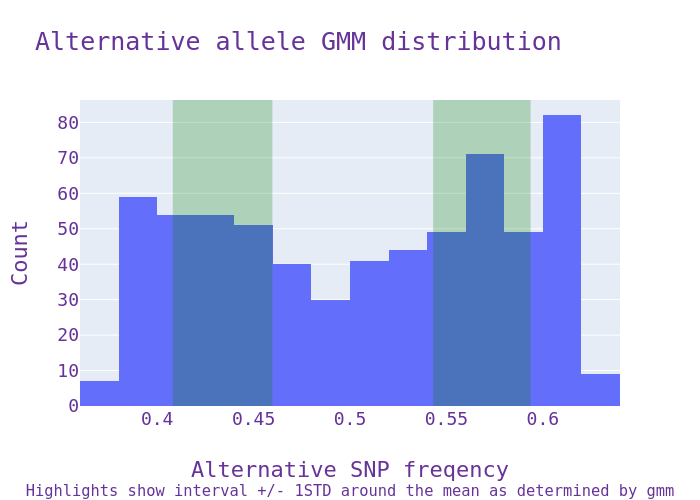 Alternative allele GMM distribution
80
70
60
50
40
30
20
10
0
Count
0.4 0.45 0.5 0.55 0.6
Alternative SNP freqency
Highlights show interval +/- 1STD around the mean as determined by gmm